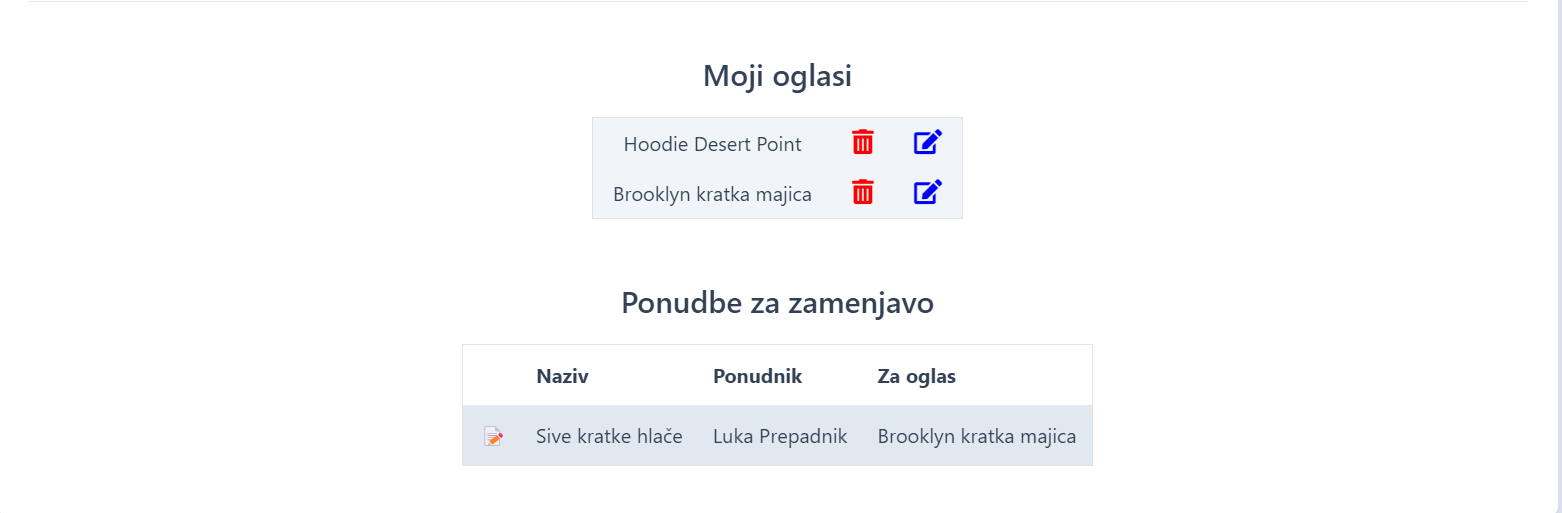 Moji oglasi
Hoodie Desert Point
Brooklyn kratka majica
Ponudbe za zamenjavo
Naziv Ponudnik Za oglas
Sive kratke hlače Luka Prepadnik Brooklyn kratka majica